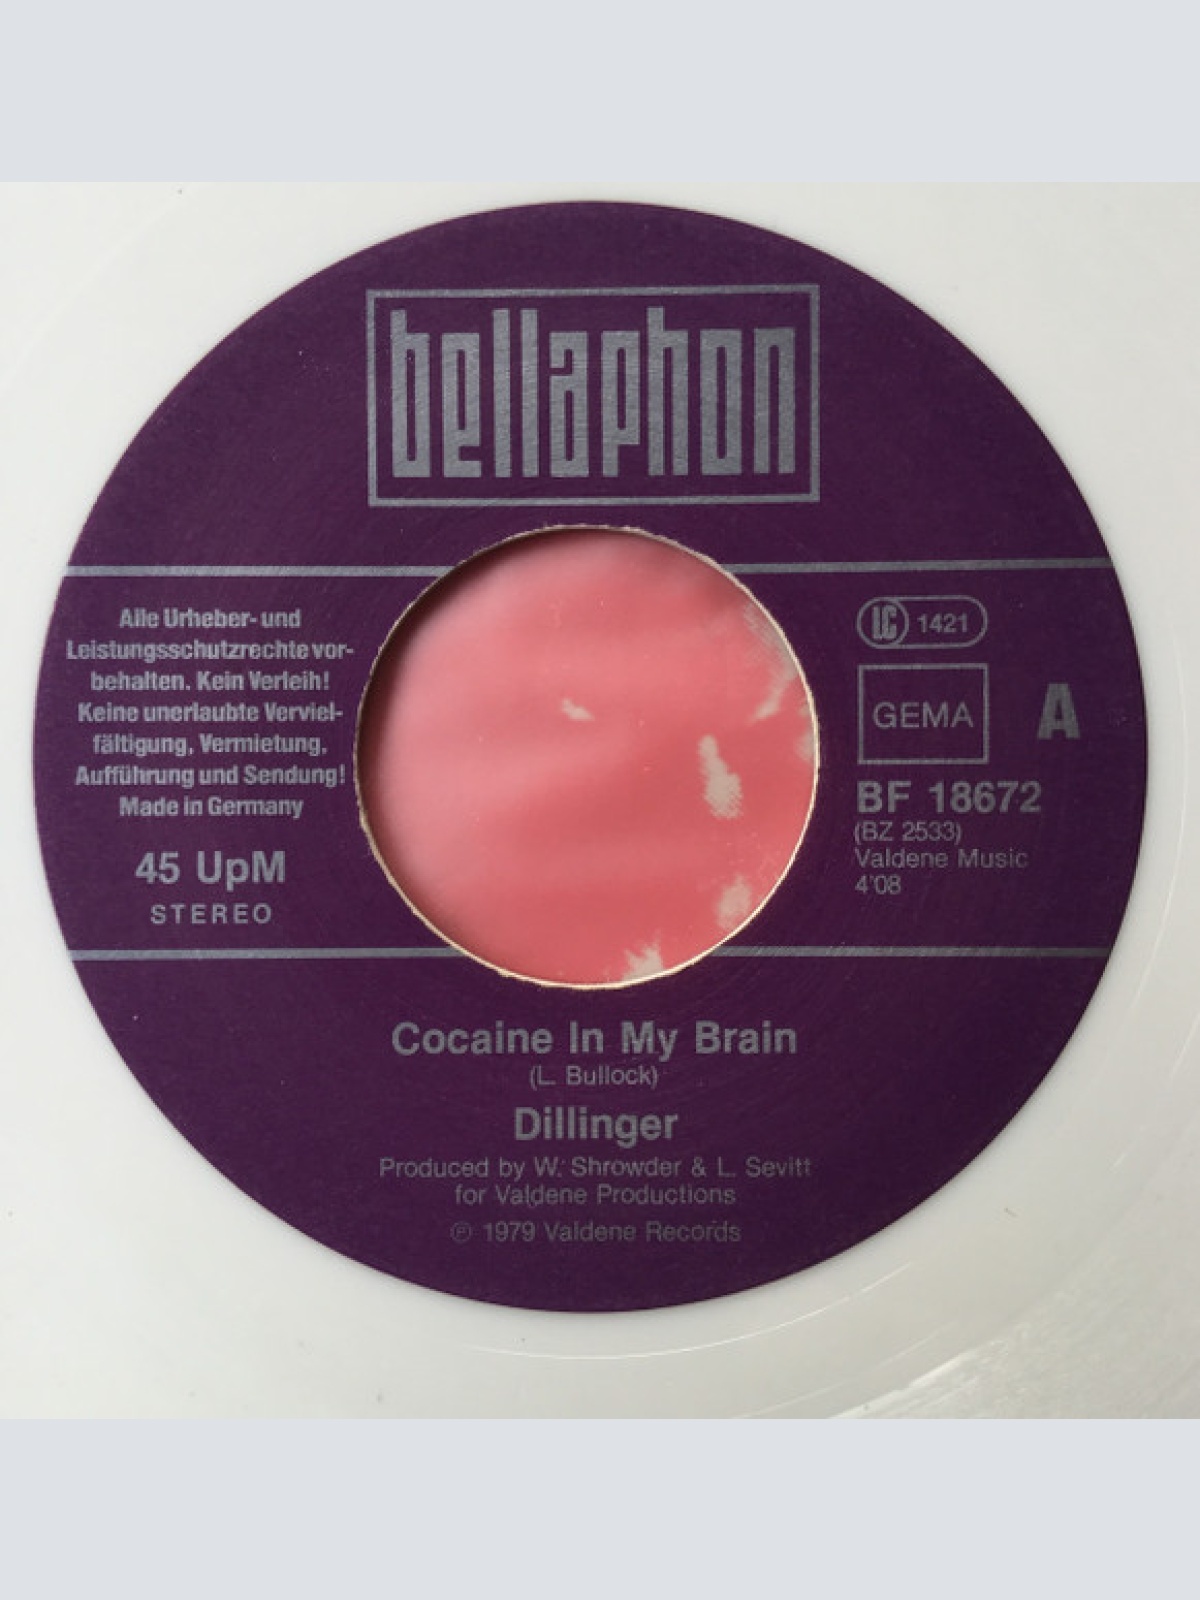 bellaphon
Alle Urheber- und
Leistungsschutzrechte vor-
behalten. Kein Verleih!
Keine unerlaubte Verviel-
fältigung, Vermietung,
Aufführung und Sendung!
Made in Germany
45 UpM
STEREO
LC 1421
GEMA
A
BF 18672
(BZ 2533)
Valdene Music
4'08
Cocaine In My Brain
(L. Bullock)
Dillinger
Produced by W. Shrowder & L. Sevitt
for Valdene Productions
℗ 1979 Valdene Records